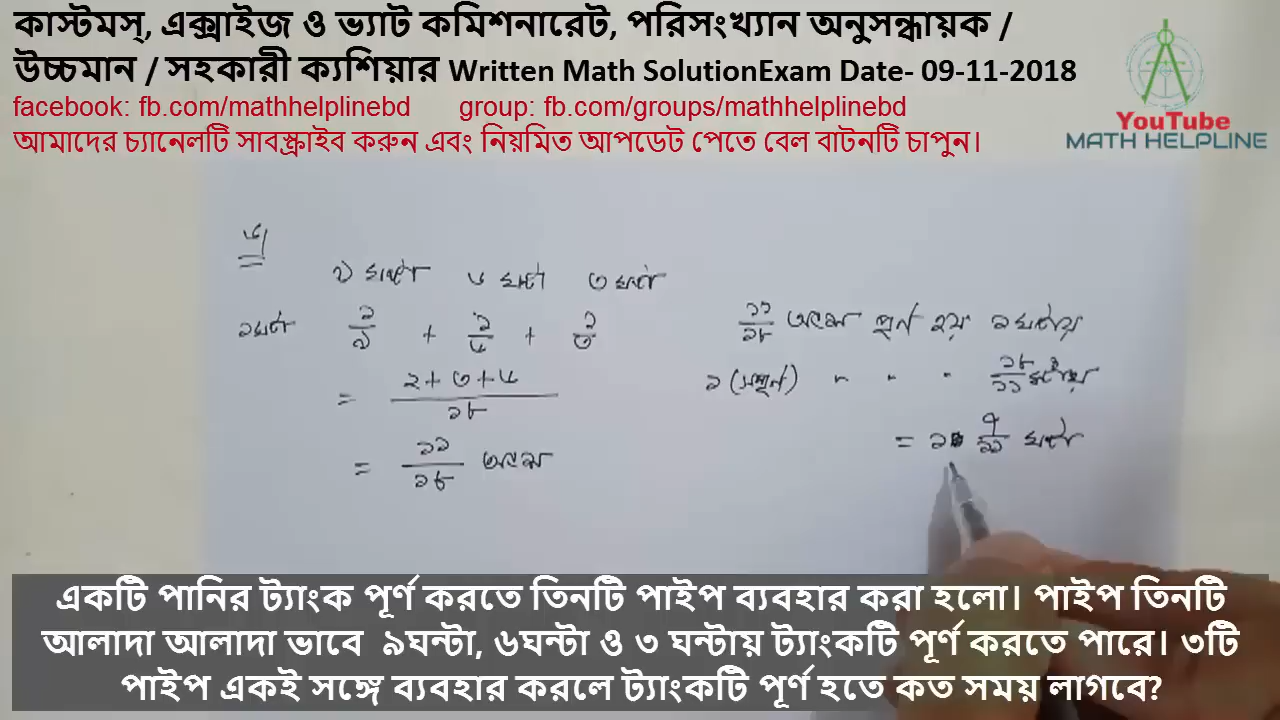 কাস্টমস্, এক্সাইজ ও ভ্যাট কমিশনারেট, পরিসংখ্যান অনুসন্ধায়ক /
উচ্চমান / সহকারী ক্যশিয়ার Written Math SolutionExam Date- 09-11-2018
facebook: fb.com/mathhelplinebd group: fb.com/groups/mathhelplinebd
আমাদের চ্যানেলটি সাবস্ক্রাইব করুন এবং নিয়মিত আপডেট পেতে বেল বাটনটি চাপুন।
YouTube
MATH HELPLINE
৯ ঘন্টা ৬ ঘন্টা ৩ ঘন্টা
১ঘন্টা ১/৯ + ১/৬ + ১/৩
= ২+৩+৬/১৮
= ১১/১৮ অংশ
১১/১৮ অংশ পূর্ণ হয় ১ ঘন্টায়
১ (সম্পূর্ণ) " " " ১৮/১১ ঘন্টায়
= ১ ৭/১১ ঘন্টা
একটি পানির ট্যাংক পূর্ণ করতে তিনটি পাইপ ব্যবহার করা হলো। পাইপ তিনটি
আলাদা আলাদা ভাবে ৯ঘন্টা, ৬ঘন্টা ও ৩ ঘন্টায় ট্যাংকটি পূর্ণ করতে পারে। ৩টি
পাইপ একই সঙ্গে ব্যবহার করলে ট্যাংকটি পূর্ণ হতে কত সময় লাগবে?